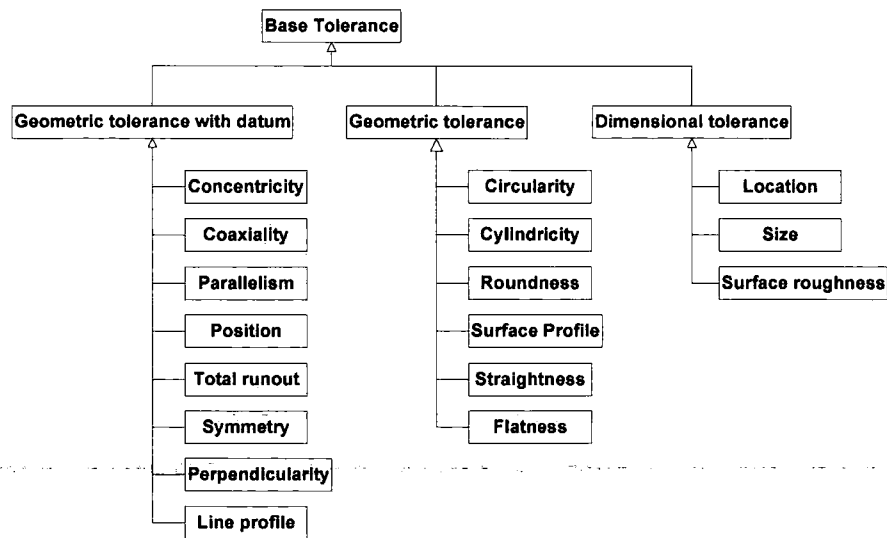 Base Tolerance
Geometric tolerance with datum
Geometric tolerance
Dimensional tolerance
Concentricity
Coaxiality
Parallelism
Position
Total runout
Symmetry
Perpendicularity
Line profile
Circularity
Cylindricity
Roundness
Surface Profile
Straightness
Flatness
Location
Size
Surface roughness